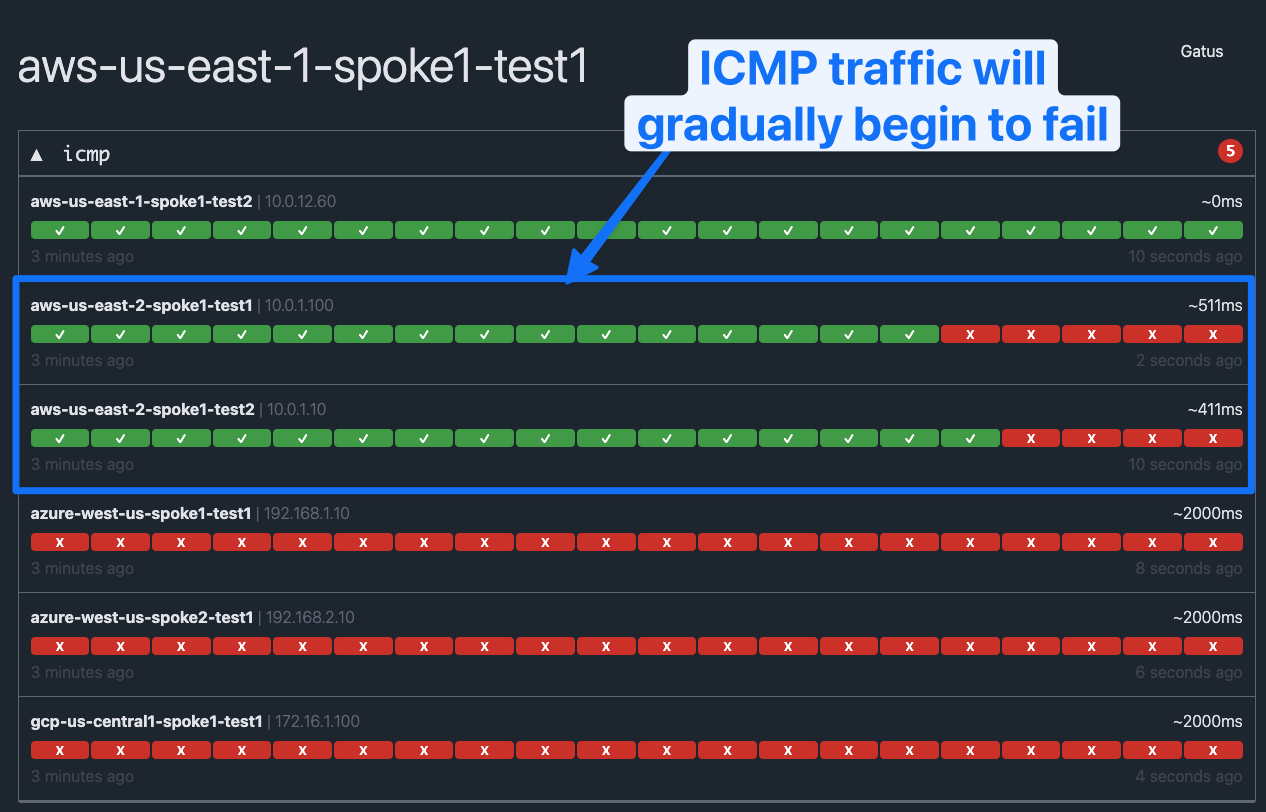 aws-us-east-1-spoke1-test1
Gatus
ICMP traffic will
gradually begin to fail
▲ icmp
5
aws-us-east-1-spoke1-test2 | 10.0.12.60
~0ms
✓ ✓ ✓ ✓ ✓ ✓ ✓ ✓ ✓ ✓ ✓ ✓ ✓ ✓ ✓ ✓ ✓ ✓ ✓
3 minutes ago
10 seconds ago
aws-us-east-2-spoke1-test1 | 10.0.1.100
~511ms
✓ ✓ ✓ ✓ ✓ ✓ ✓ ✓ ✓ ✓ ✓ ✓ ✓ ✓ ✓ X X X X X
3 minutes ago
2 seconds ago
aws-us-east-2-spoke1-test2 | 10.0.1.10
~411ms
✓ ✓ ✓ ✓ ✓ ✓ ✓ ✓ ✓ ✓ ✓ ✓ ✓ ✓ ✓ ✓ X X X X
3 minutes ago
10 seconds ago
azure-west-us-spoke1-test1 | 192.168.1.10
~2000ms
X X X X X X X X X X X X X X X X X X X X
3 minutes ago
8 seconds ago
azure-west-us-spoke2-test1 | 192.168.2.10
~2000ms
X X X X X X X X X X X X X X X X X X X X
3 minutes ago
6 seconds ago
gcp-us-central1-spoke1-test1 | 172.16.1.100
~2000ms
X X X X X X X X X X X X X X X X X X X X
3 minutes ago
4 seconds ago